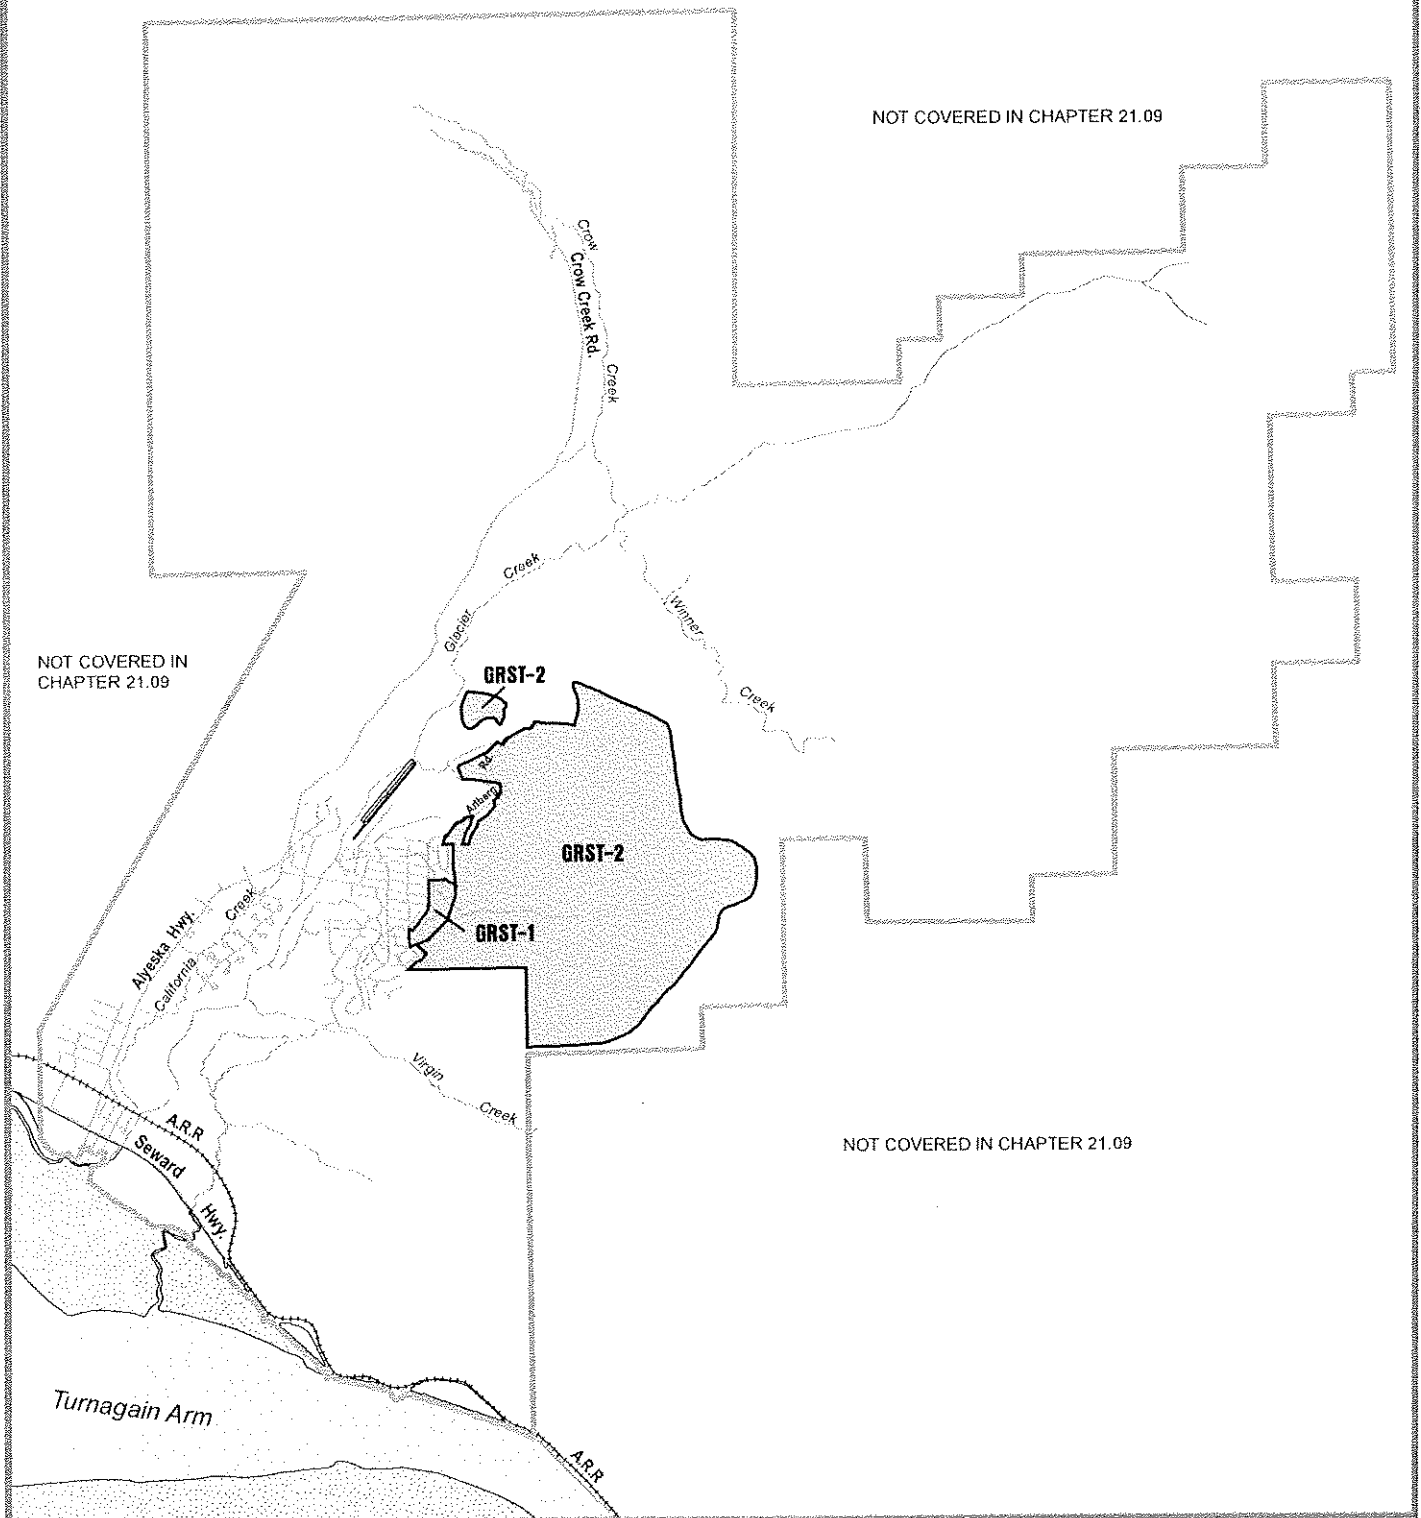 NOT COVERED IN CHAPTER 21.09
Crow
Crow Creek Rd.
Creek
Creek
Glacier
Winner
Creek
NOT COVERED IN
CHAPTER 21.09
GRST-2
Rd.
Arlberg
GRST-2
GRST-1
Alyeska Hwy.
Creek
California
Virgin
Creek
A.R.R
Seward
Hwy.
NOT COVERED IN CHAPTER 21.09
Turnagain Arm
A.R.R